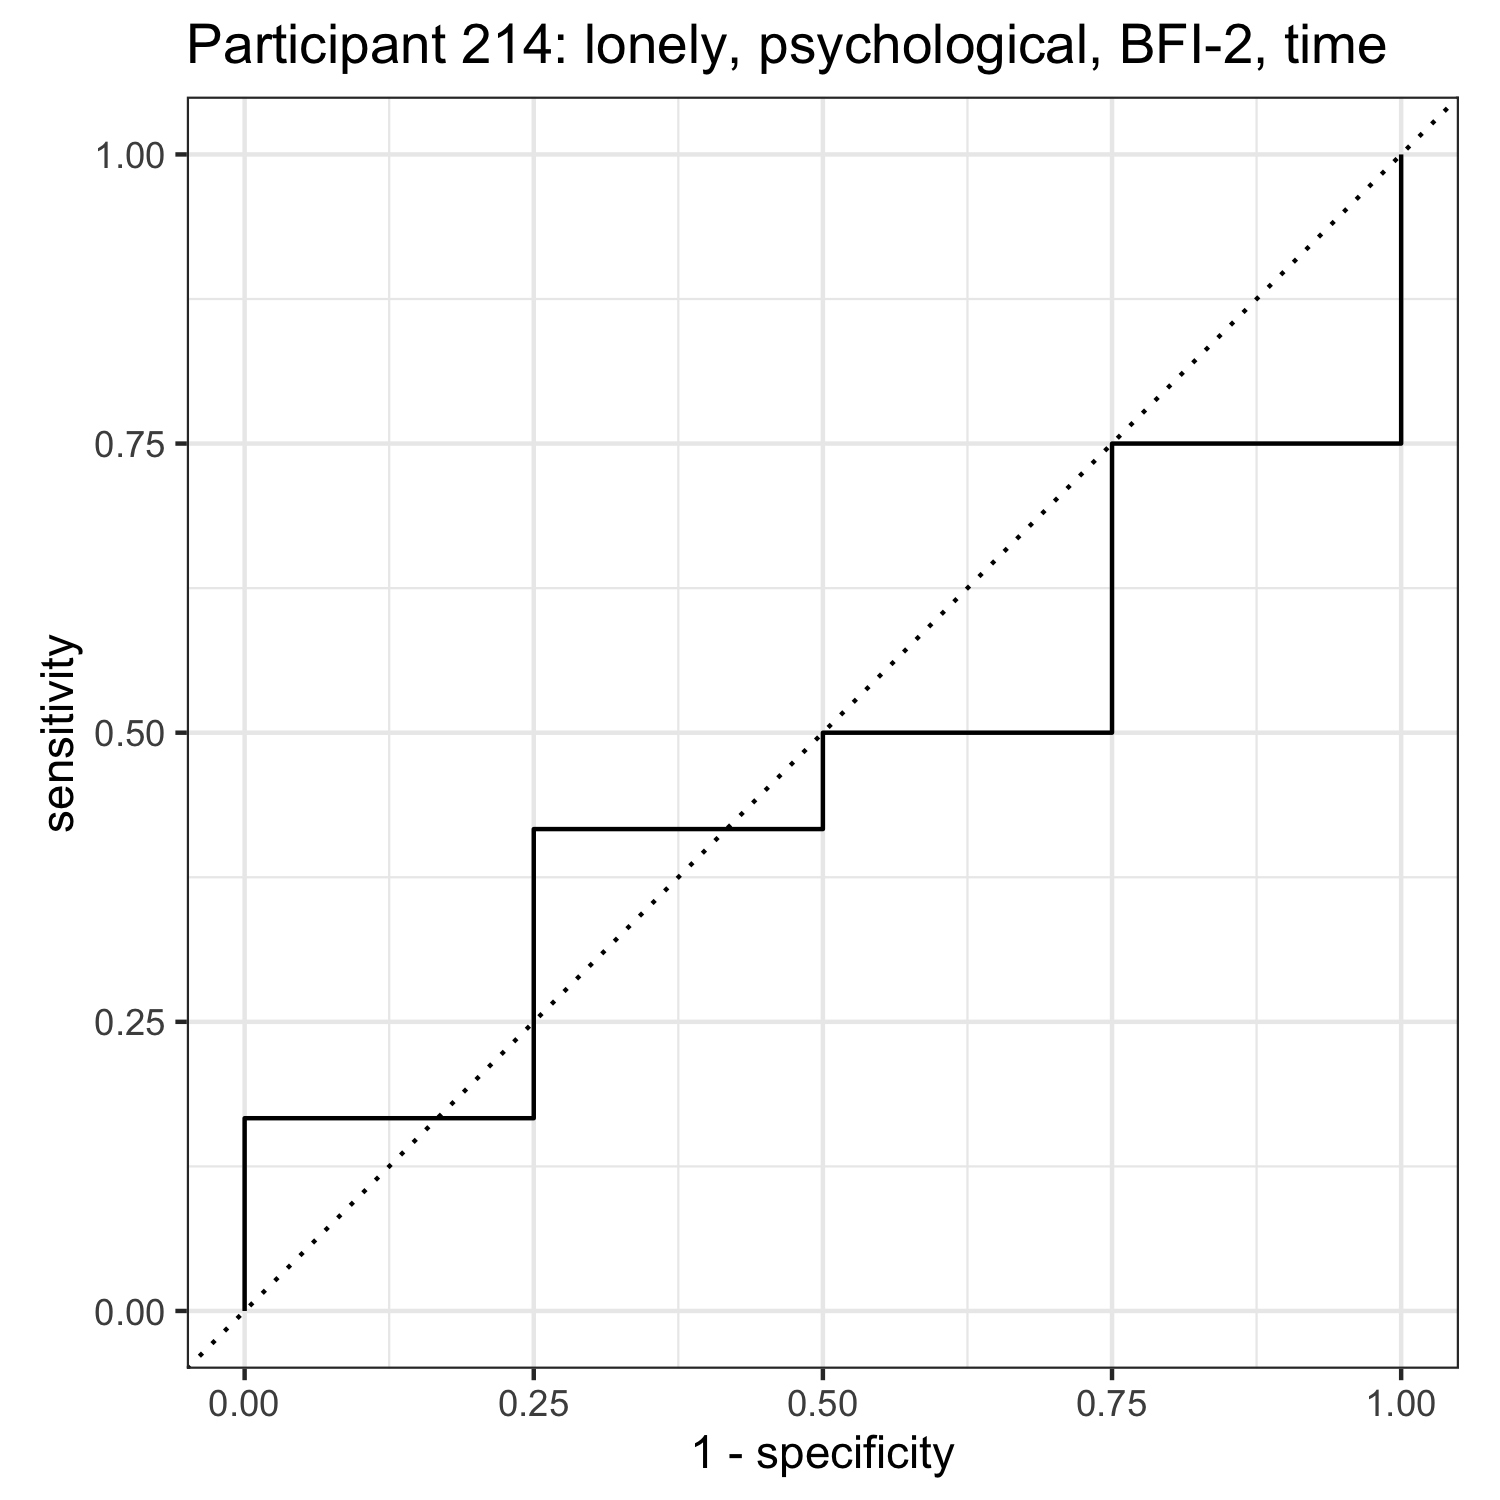 Participant 214: lonely, psychological, BFI-2, time
1.00
0.75
0.50
0.25
0.00
sensitivity
0.00 0.25 0.50 0.75 1.00
1 - specificity